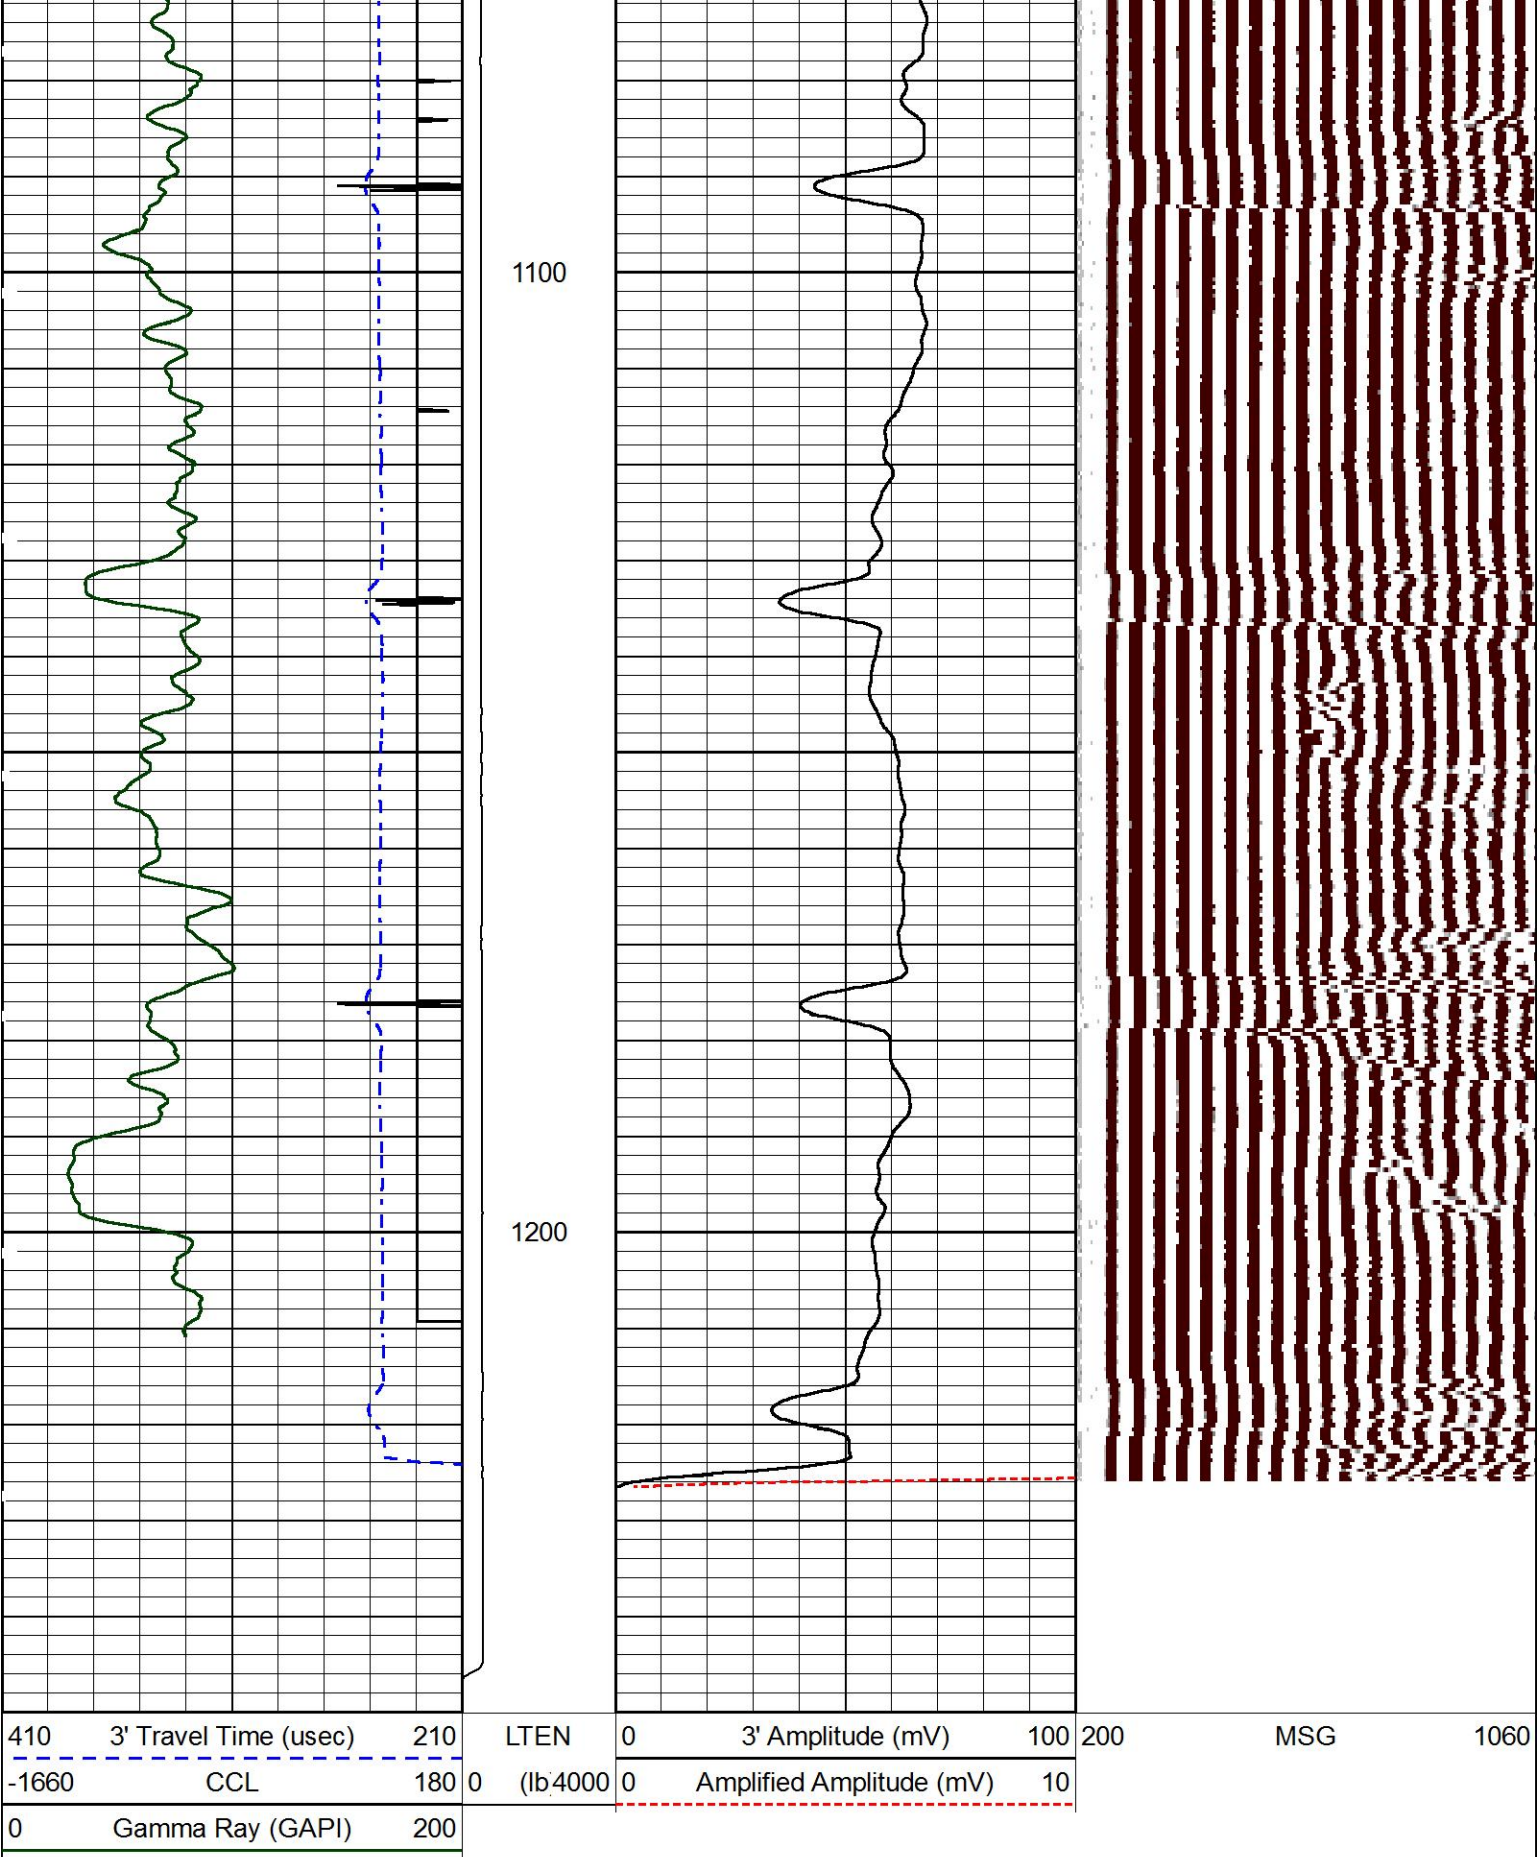 1100
1200
410 3' Travel Time (usec) 210 LTEN 0 3' Amplitude (mV) 100 200 MSG 1060
-1660 CCL 180 0 (lb 4000 0 Amplified Amplitude (mV) 10
0 Gamma Ray (GAPI) 200